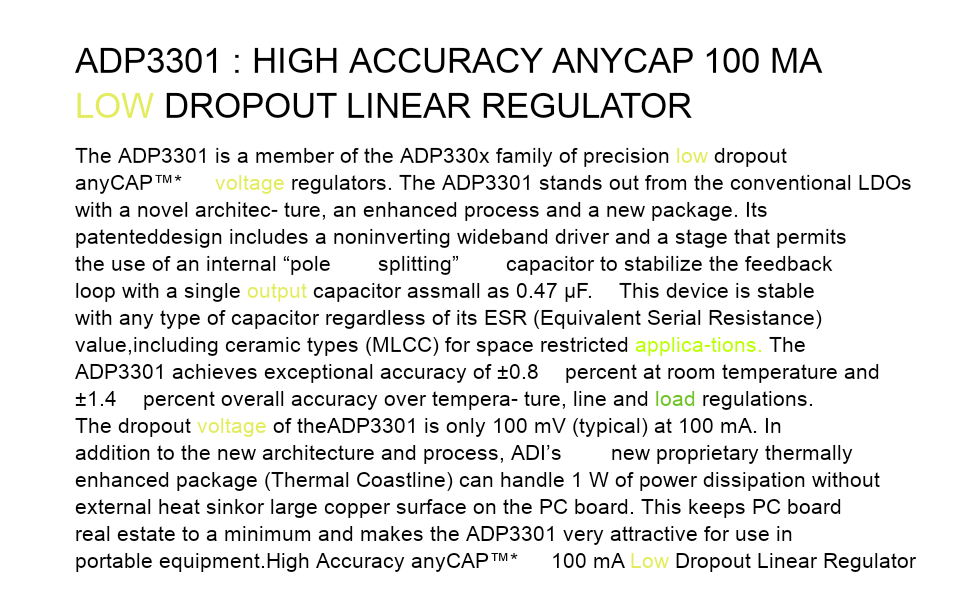 ADP3301 : HIGH ACCURACY ANYCAP 100 MA
LOW DROPOUT LINEAR REGULATOR
The ADP3301 is a member of the ADP330x family of precision low dropout
anyCAP™* voltage regulators. The ADP3301 stands out from the conventional LDOs
with a novel architec- ture, an enhanced process and a new package. Its
patenteddesign includes a noninverting wideband driver and a stage that permits
the use of an internal “pole splitting” capacitor to stabilize the feedback
loop with a single output capacitor assmall as 0.47 µF. This device is stable
with any type of capacitor regardless of its ESR (Equivalent Serial Resistance)
value,including ceramic types (MLCC) for space restricted applica-tions. The
ADP3301 achieves exceptional accuracy of ±0.8 percent at room temperature and
±1.4 percent overall accuracy over tempera- ture, line and load regulations.
The dropout voltage of theADP3301 is only 100 mV (typical) at 100 mA. In
addition to the new architecture and process, ADI’s new proprietary thermally
enhanced package (Thermal Coastline) can handle 1 W of power dissipation without
external heat sinkor large copper surface on the PC board. This keeps PC board
real estate to a minimum and makes the ADP3301 very attractive for use in
portable equipment.High Accuracy anyCAP™* 100 mA Low Dropout Linear Regulator